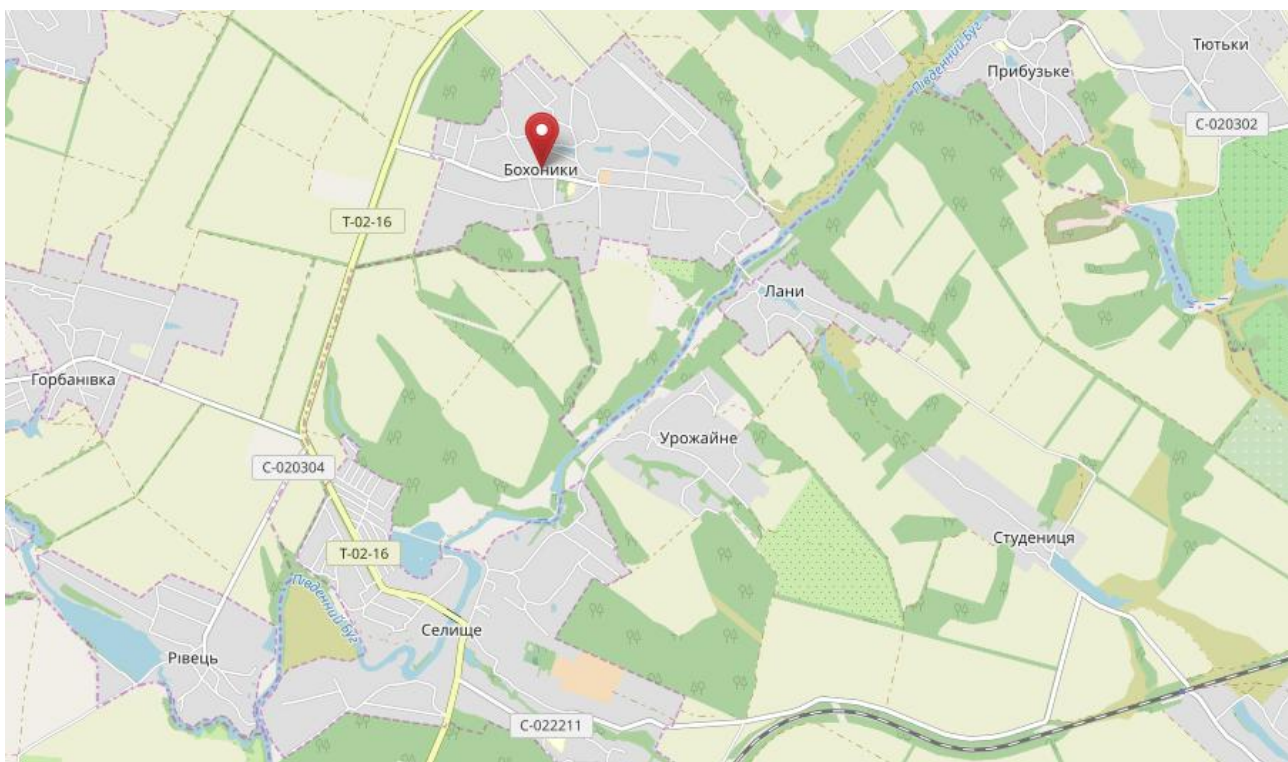 Південний Буг
Тютьки
Прибузьке
С-020302
Бохоники
Т-02-16
Лани
Горбанівка
Урожайне
С-020304
Студениця
Т-02-16
Південний Буг
Селище
Рівець
С-022211